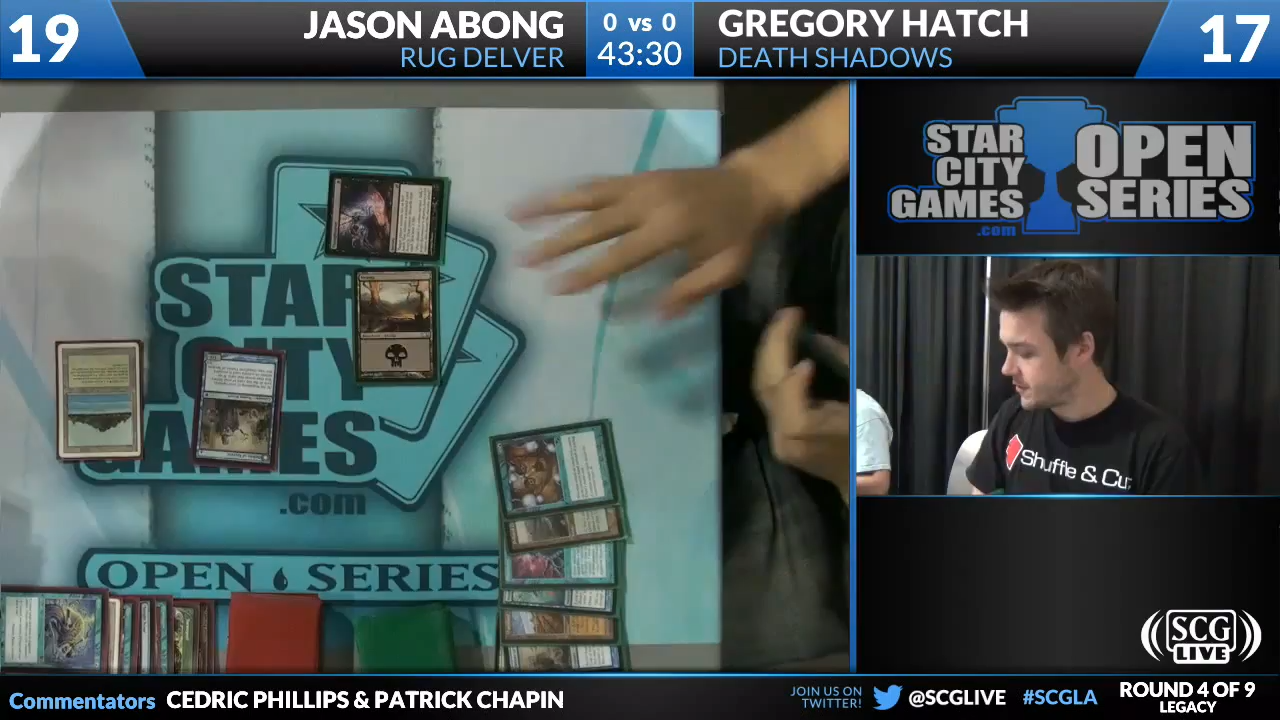 19
JASON ABONG
RUG DELVER
0 vs 0
43:30
GREGORY HATCH
DEATH SHADOWS
17
STAR
CITY
GAMES
.com
OPEN
SERIES
STAR
CITY
GAMES
.com
OPEN SERIES
Shuffle & Cu
SCG
LIVE
Commentators CEDRIC PHILLIPS & PATRICK CHAPIN
JOIN US ON
TWITTER!
@SCGLIVE
#SCGLA
ROUND 4 OF 9
LEGACY